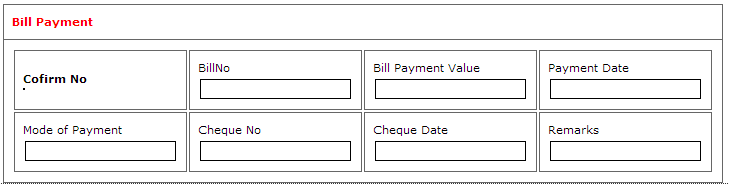 Bill Payment
Cofirm No
BillNo
Bill Payment Value
Payment Date
Mode of Payment
Cheque No
Cheque Date
Remarks